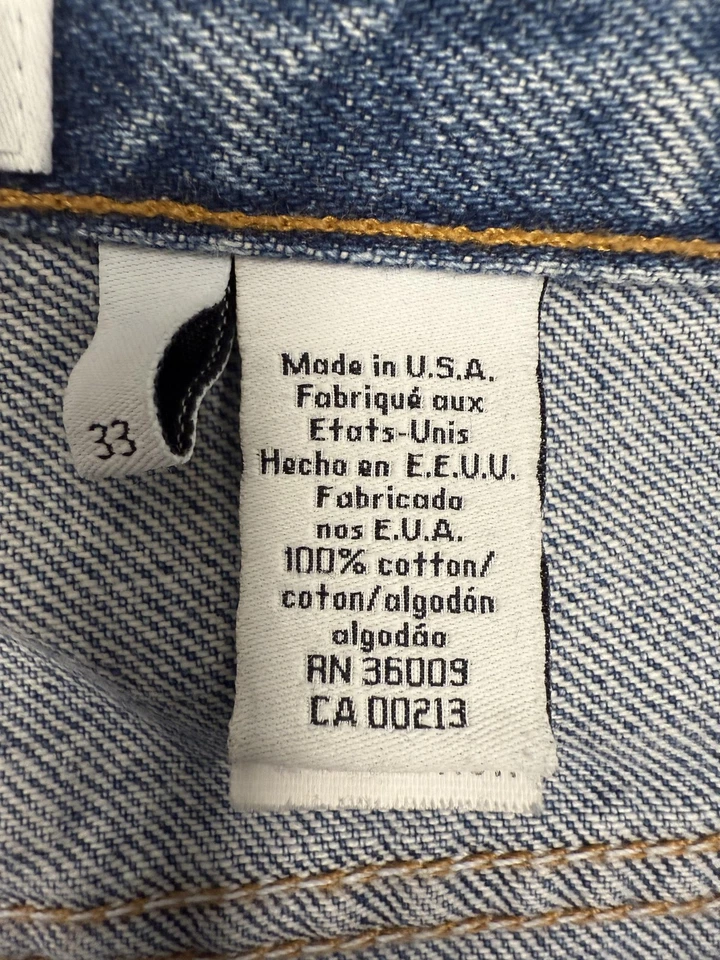 33
Made in U.S.A.
Fabriqué aux
Etats-Unis
Hecho en E.E.U.U.
Fabricado
nos E.U.A.
100% cotton/
coton/algodón
algodão
RN 36009
CA 00213